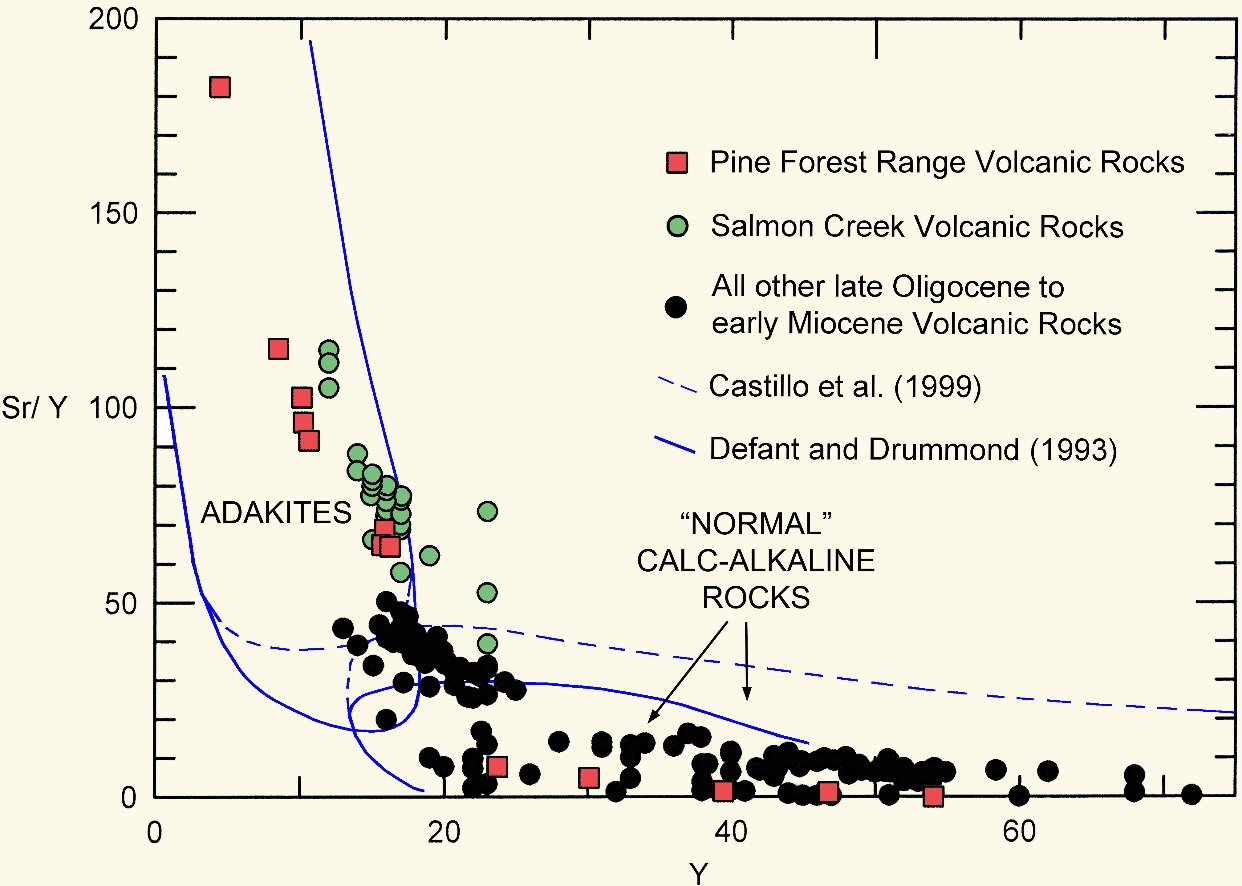 200
150
100
50
0
Sr/ Y
Pine Forest Range Volcanic Rocks
Salmon Creek Volcanic Rocks
All other late Oligocene to
early Miocene Volcanic Rocks
Castillo et al. (1999)
Defant and Drummond (1993)
ADAKITES
“NORMAL”
CALC-ALKALINE
ROCKS
0 20 40 60
Y